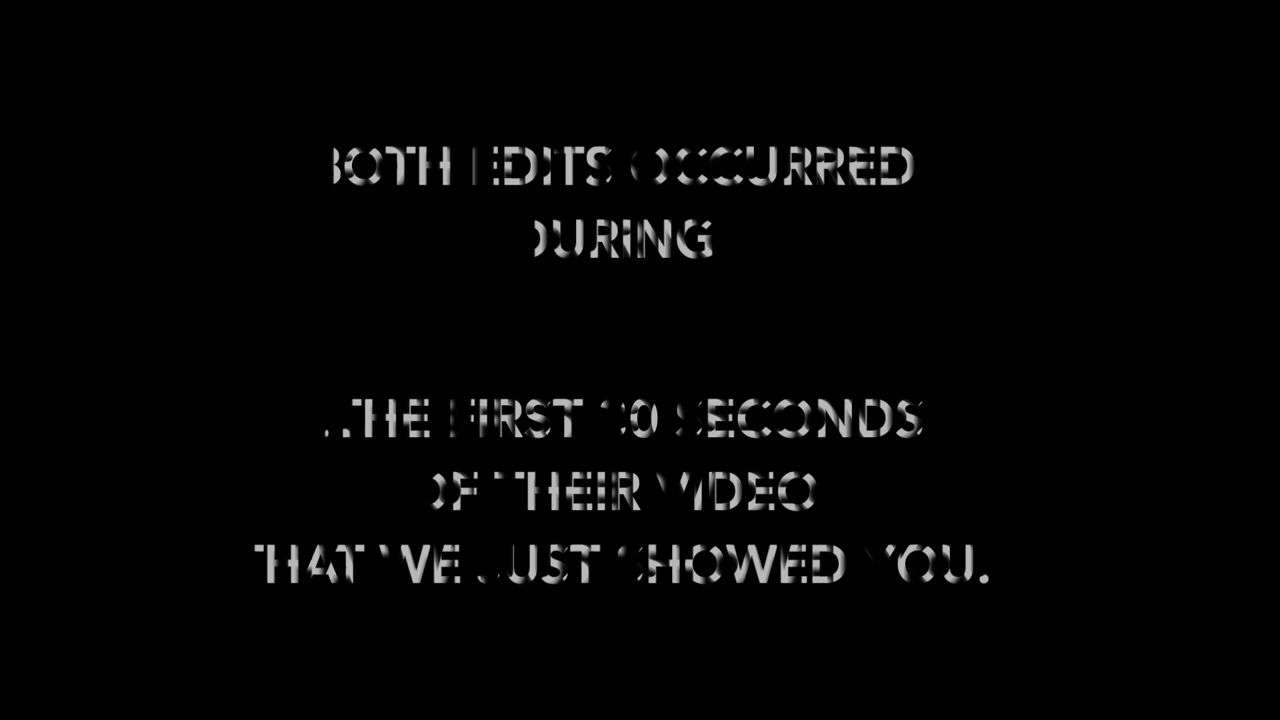 BOTH EDITS OCCURRED
DURING
...THE FIRST SECONDS
OF THEIR VIDEO
THAT WE JUST SHOWED YOU.